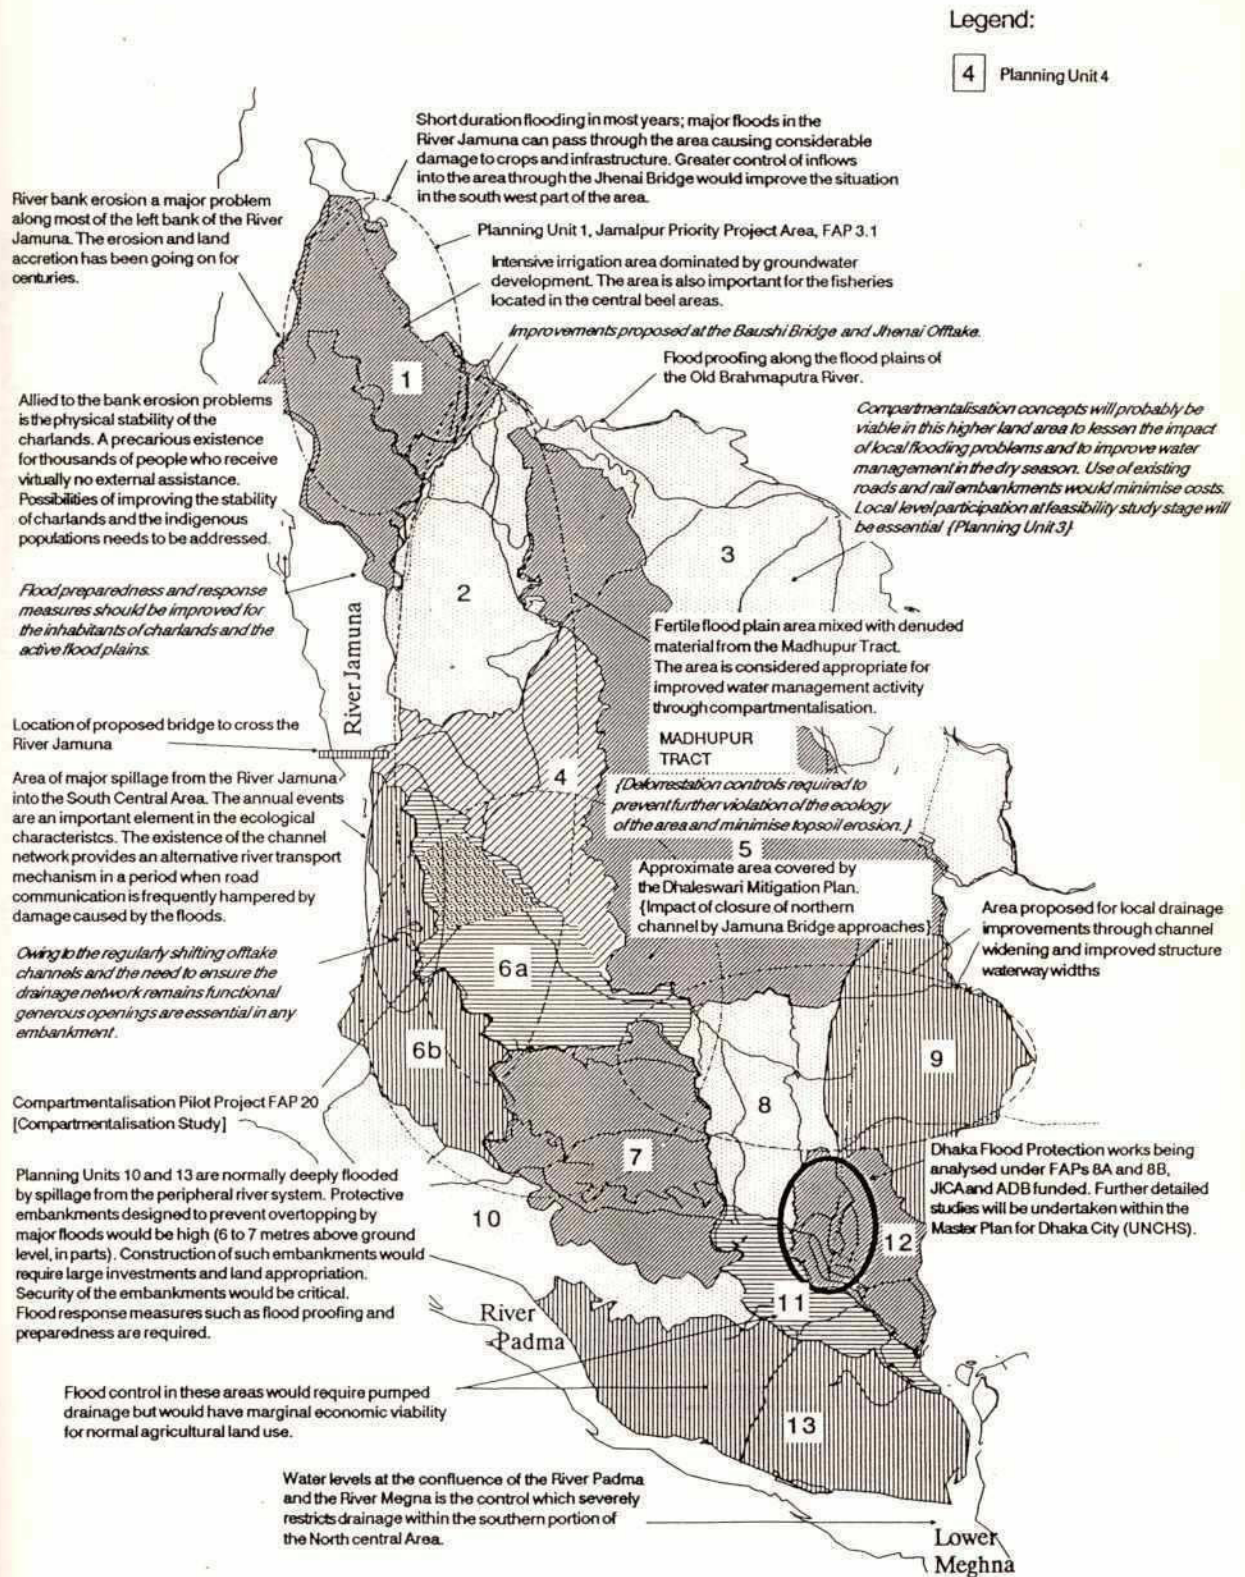 Legend:
4 Planning Unit 4
Short duration flooding in most years; major floods in the
River Jamuna can pass through the area causing considerable
damage to crops and infrastructure. Greater control of inflows
into the area through the Jhenai Bridge would improve the situation
in the south west part of the area.
River bank erosion a major problem
along most of the left bank of the River
Jamuna. The erosion and land
accretion has been going on for
centuries.
Planning Unit 1, Jamalpur Priority Project Area, FAP 3.1
Intensive irrigation area dominated by groundwater
development. The area is also important for the fisheries
located in the central beel areas.
Improvements proposed at the Baushi Bridge and Jhenai Offtake.
Flood proofing along the flood plains of
the Old Brahmaputra River.
1
Allied to the bank erosion problems
is the physical stability of the
charlands. A precarious existence
for thousands of people who receive
virtually no external assistance.
Possibilities of improving the stability
of charlands and the indigenous
populations needs to be addressed.
Compartmentalisation concepts will probably be
viable in this higher land area to lessen the impact
of local flooding problems and to improve water
management in the dry season. Use of existing
roads and rail embankments would minimise costs.
Local level participation at feasibility study stage will
be essential {Planning Unit 3}
3
2
Flood preparedness and response
measures should be improved for
the inhabitants of charlands and the
active flood plains.
River Jamuna
Fertile flood plain area mixed with denuded
material from the Madhupur Tract.
The area is considered appropriate for
improved water management activity
through compartmentalisation.
Location of proposed bridge to cross the
River Jamuna
MADHUPUR
TRACT
4
Area of major spillage from the River Jamuna
into the South Central Area. The annual events
are an important element in the ecological
characteristcs. The existence of the channel
network provides an alternative river transport
mechanism in a period when road
communication is frequently hampered by
damage caused by the floods.
{Deforrestation controls required to
prevent further violation of the ecology
of the area and minimise topsoil erosion.}
5
Approximate area covered by
the Dhaleswari Mitigation Plan.
{Impact of closure of northern
channel by Jamuna Bridge approaches}
Area proposed for local drainage
improvements through channel
widening and improved structure
waterway widths
Owing to the regularly shifting offtake
channels and the need to ensure the
drainage network remains functional
generous openings are essential in any
embankment.
6a
6b
9
8
Compartmentalisation Pilot Project FAP 20
[Compartmentalisation Study]
7
Dhaka Flood Protection works being
analysed under FAPs 8A and 8B,
JICA and ADB funded. Further detailed
studies will be undertaken within the
Master Plan for Dhaka City (UNCHS).
Planning Units 10 and 13 are normally deeply flooded
by spillage from the peripheral river system. Protective
embankments designed to prevent overtopping by
major floods would be high (6 to 7 metres above ground
level, in parts). Construction of such embankments would
require large investments and land appropriation.
Security of the embankments would be critical.
Flood response measures such as flood proofing and
preparedness are required.
10
12
11
River
Padma
Flood control in these areas would require pumped
drainage but would have marginal economic viability
for normal agricultural land use.
13
Water levels at the confluence of the River Padma
and the River Megna is the control which severely
restricts drainage within the southern portion of
the North central Area.
Lower
Meghna